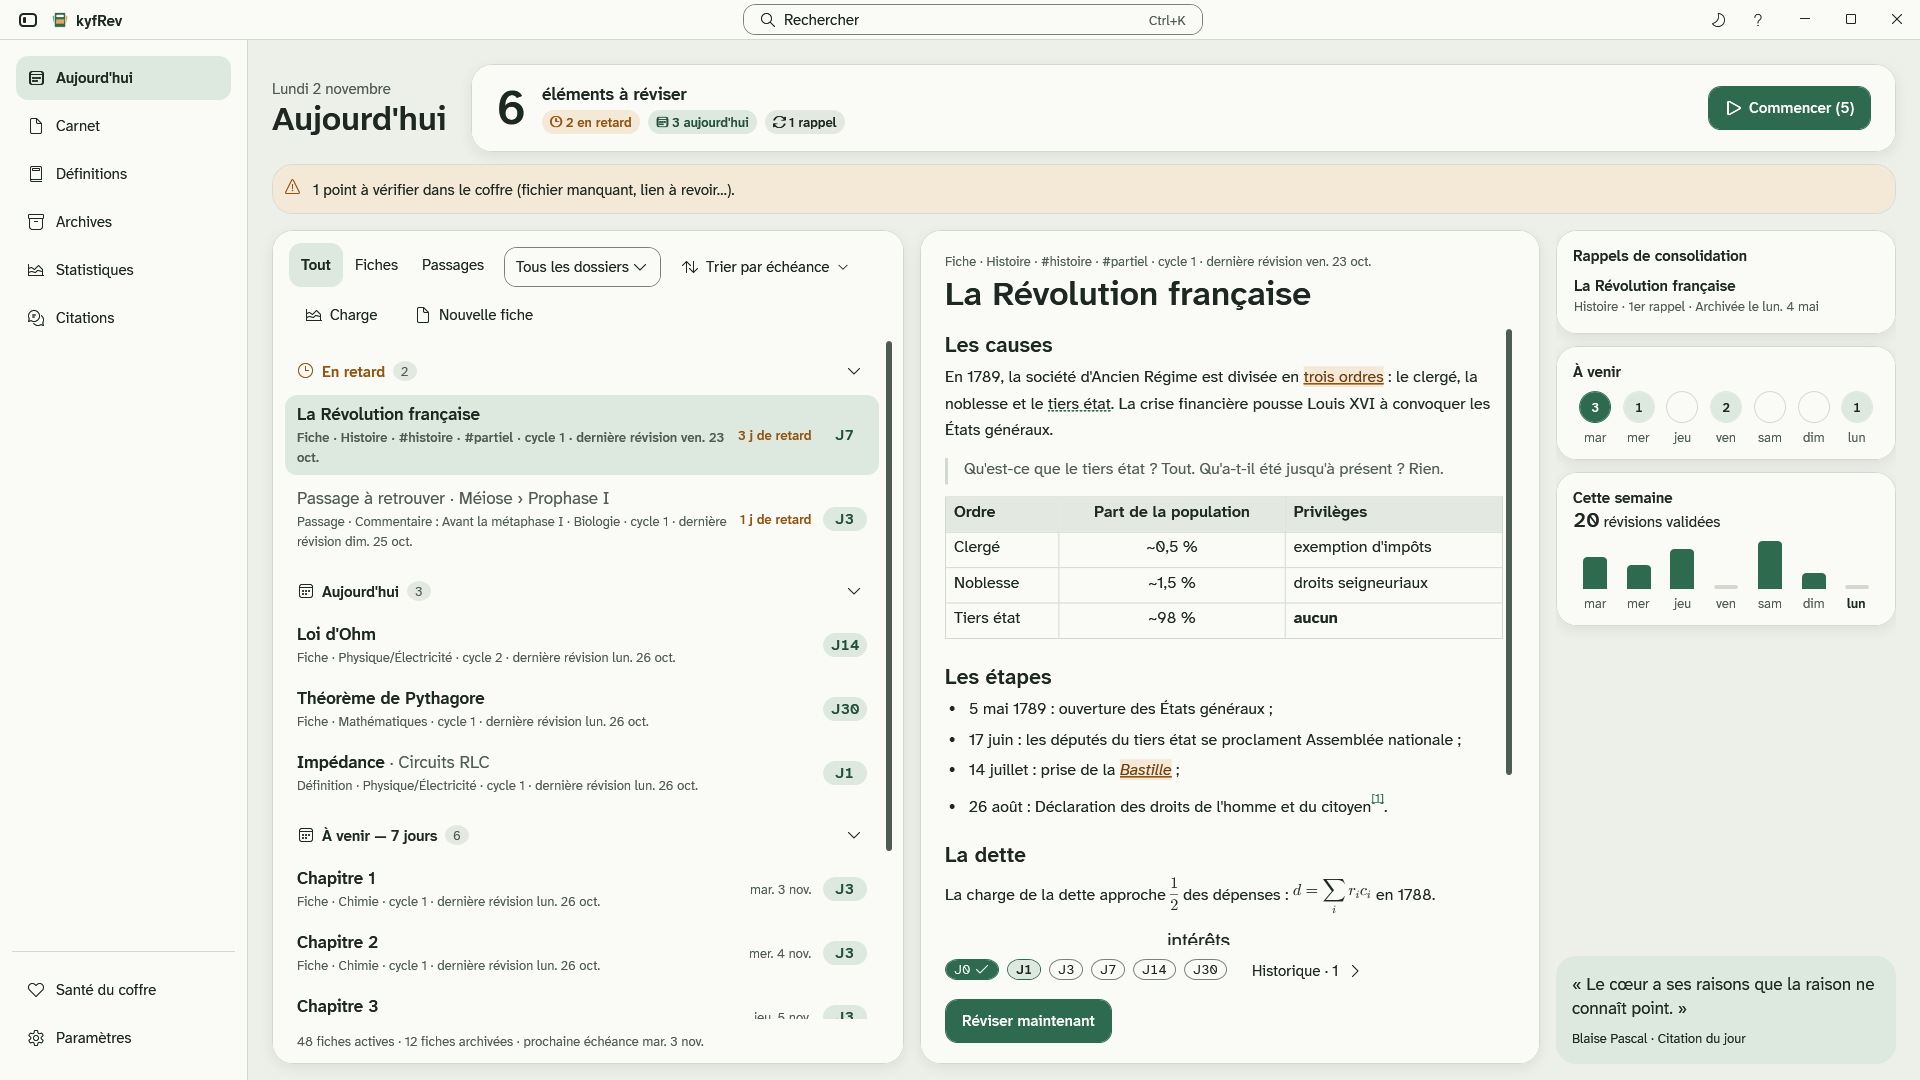 kyfRev
Rechercher
Ctrl+K
?
Aujourd'hui
Carnet
Définitions
Archives
Statistiques
Citations
Santé du coffre
Paramètres
Lundi 2 novembre
Aujourd'hui
6
éléments à réviser
2 en retard
3 aujourd'hui
1 rappel
Commencer (5)
1 point à vérifier dans le coffre (fichier manquant, lien à revoir…).
Tout
Fiches
Passages
Tous les dossiers
Trier par échéance
Charge
Nouvelle fiche
En retard 2
La Révolution française
Fiche · Histoire · #histoire · #partiel · cycle 1 · dernière révision ven. 23
oct.
3 j de retard
J7
Passage à retrouver · Méiose › Prophase I
Passage · Commentaire : Avant la métaphase I · Biologie · cycle 1 · dernière
révision dim. 25 oct.
1 j de retard
J3
Aujourd'hui 3
Loi d'Ohm
Fiche · Physique/Électricité · cycle 2 · dernière révision lun. 26 oct.
J14
Théorème de Pythagore
Fiche · Mathématiques · cycle 1 · dernière révision lun. 26 oct.
J30
Impédance · Circuits RLC
Définition · Physique/Électricité · cycle 1 · dernière révision lun. 26 oct.
J1
À venir — 7 jours 6
Chapitre 1
Fiche · Chimie · cycle 1 · dernière révision lun. 26 oct.
mar. 3 nov.
J3
Chapitre 2
Fiche · Chimie · cycle 1 · dernière révision lun. 26 oct.
mer. 4 nov.
J3
Chapitre 3
jeu. 5 nov.
J3
48 fiches actives · 12 fiches archivées · prochaine échéance mar. 3 nov.
Fiche · Histoire · #histoire · #partiel · cycle 1 · dernière révision ven. 23 oct.
La Révolution française
Les causes
En 1789, la société d'Ancien Régime est divisée en trois ordres : le clergé, la
noblesse et le tiers état. La crise financière pousse Louis XVI à convoquer les
États généraux.
Qu'est-ce que le tiers état ? Tout. Qu'a-t-il été jusqu'à présent ? Rien.
Ordre Part de la population Privilèges
Clergé ~0,5 % exemption d'impôts
Noblesse ~1,5 % droits seigneuriaux
Tiers état ~98 % aucun
Les étapes
• 5 mai 1789 : ouverture des États généraux ;
• 17 juin : les députés du tiers état se proclament Assemblée nationale ;
• 14 juillet : prise de la Bastille ;
• 26 août : Déclaration des droits de l'homme et du citoyen[1].
La dette
La charge de la dette approche 1/2 des dépenses : d = ∑i rici en 1788.
intérêts
J0 J1 J3 J7 J14 J30 Historique · 1
Réviser maintenant
Rappels de consolidation
La Révolution française
Histoire · 1er rappel · Archivée le lun. 4 mai
À venir
3 1 2 1
mar mer jeu ven sam dim lun
Cette semaine
20 révisions validées
mar mer jeu ven sam dim lun
« Le cœur a ses raisons que la raison ne
connaît point. »
Blaise Pascal · Citation du jour